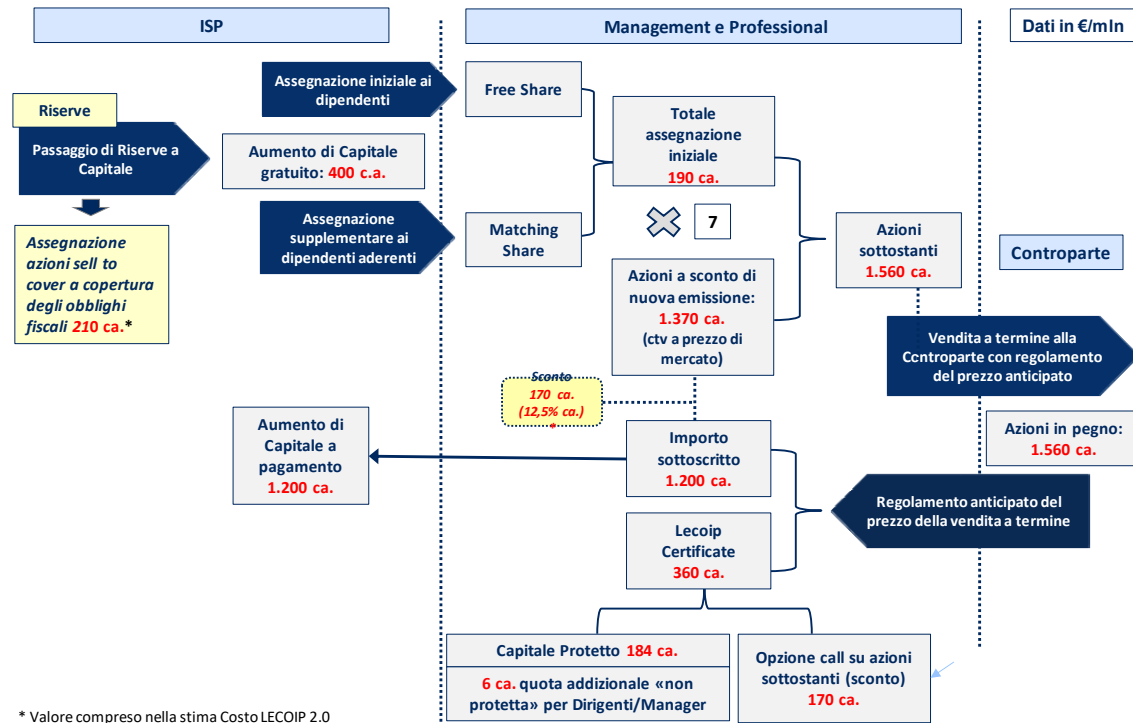 ISP
Management e Professional
Dati in €/mln
Riserve
Passaggio di Riserve a
Capitale
Assegnazione
azioni sell to
cover a copertura
degli obblighi
fiscali 210 ca.*
Aumento di Capitale
gratuito: 400 c.a.
Assegnazione iniziale ai
dipendenti
Assegnazione
supplementare ai
dipendenti aderenti
Free Share
Matching
Share
Totale
assegnazione
iniziale
190 ca.
7
Azioni a sconto di
nuova emissione:
1.370 ca.
(ctv a prezzo di
mercato)
Azioni
sottostanti
1.560 ca.
Controparte
Vendita a termine alla
Controparte con regolamento
del prezzo anticipato
Sconto
170 ca.
(12,5% ca.)
*
Aumento di
Capitale a
pagamento
1.200 ca.
Importo
sottoscritto
1.200 ca.
Azioni in pegno:
1.560 ca.
Regolamento anticipato del
prezzo della vendita a termine
Lecoip
Certificate
360 ca.
Capitale Protetto 184 ca.
6 ca. quota addizionale «non
protetta» per Dirigenti/Manager
Opzione call su azioni
sottostanti (sconto)
170 ca.
* Valore compreso nella stima Costo LECOIP 2.0